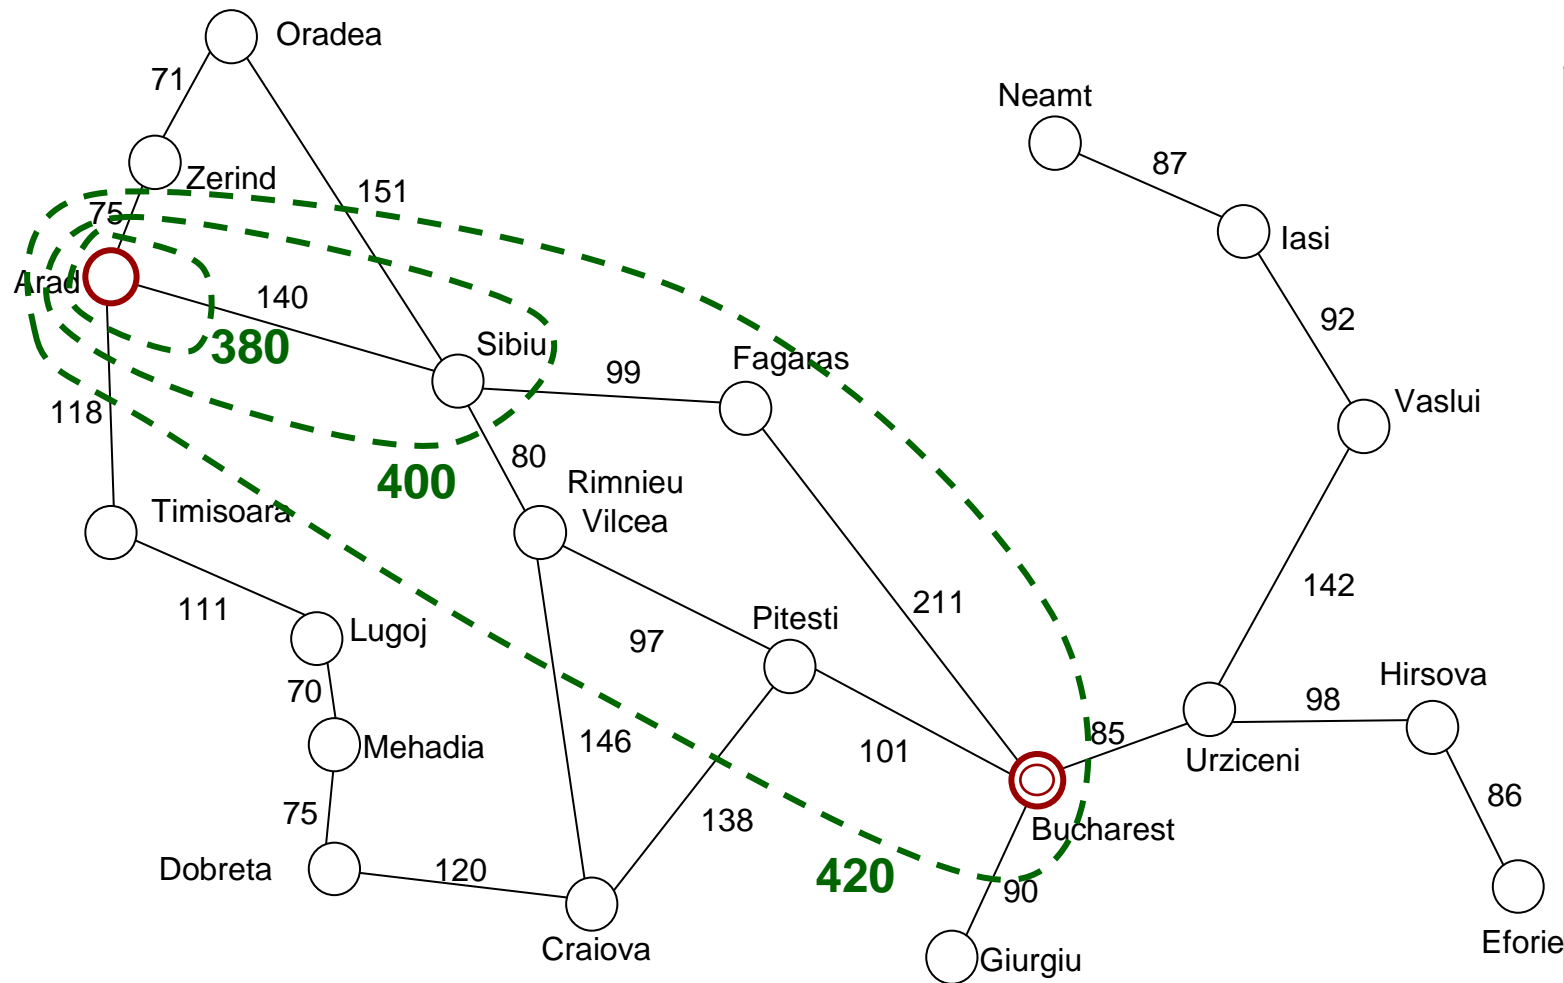 Oradea
71
Neamt
87
Zerind
151
75
Iasi
Arad
140
92
380
Sibiu
99
Fagaras
118
Vaslui
80
400
Rimnieu
Vilcea
Timisoara
142
211
111
Pitesti
Lugoj
97
Hirsova
70
98
146
101
85
Mehadia
Urziceni
86
75
138
Bucharest
Dobreta
120
420
90
Craiova
Giurgiu
Eforie